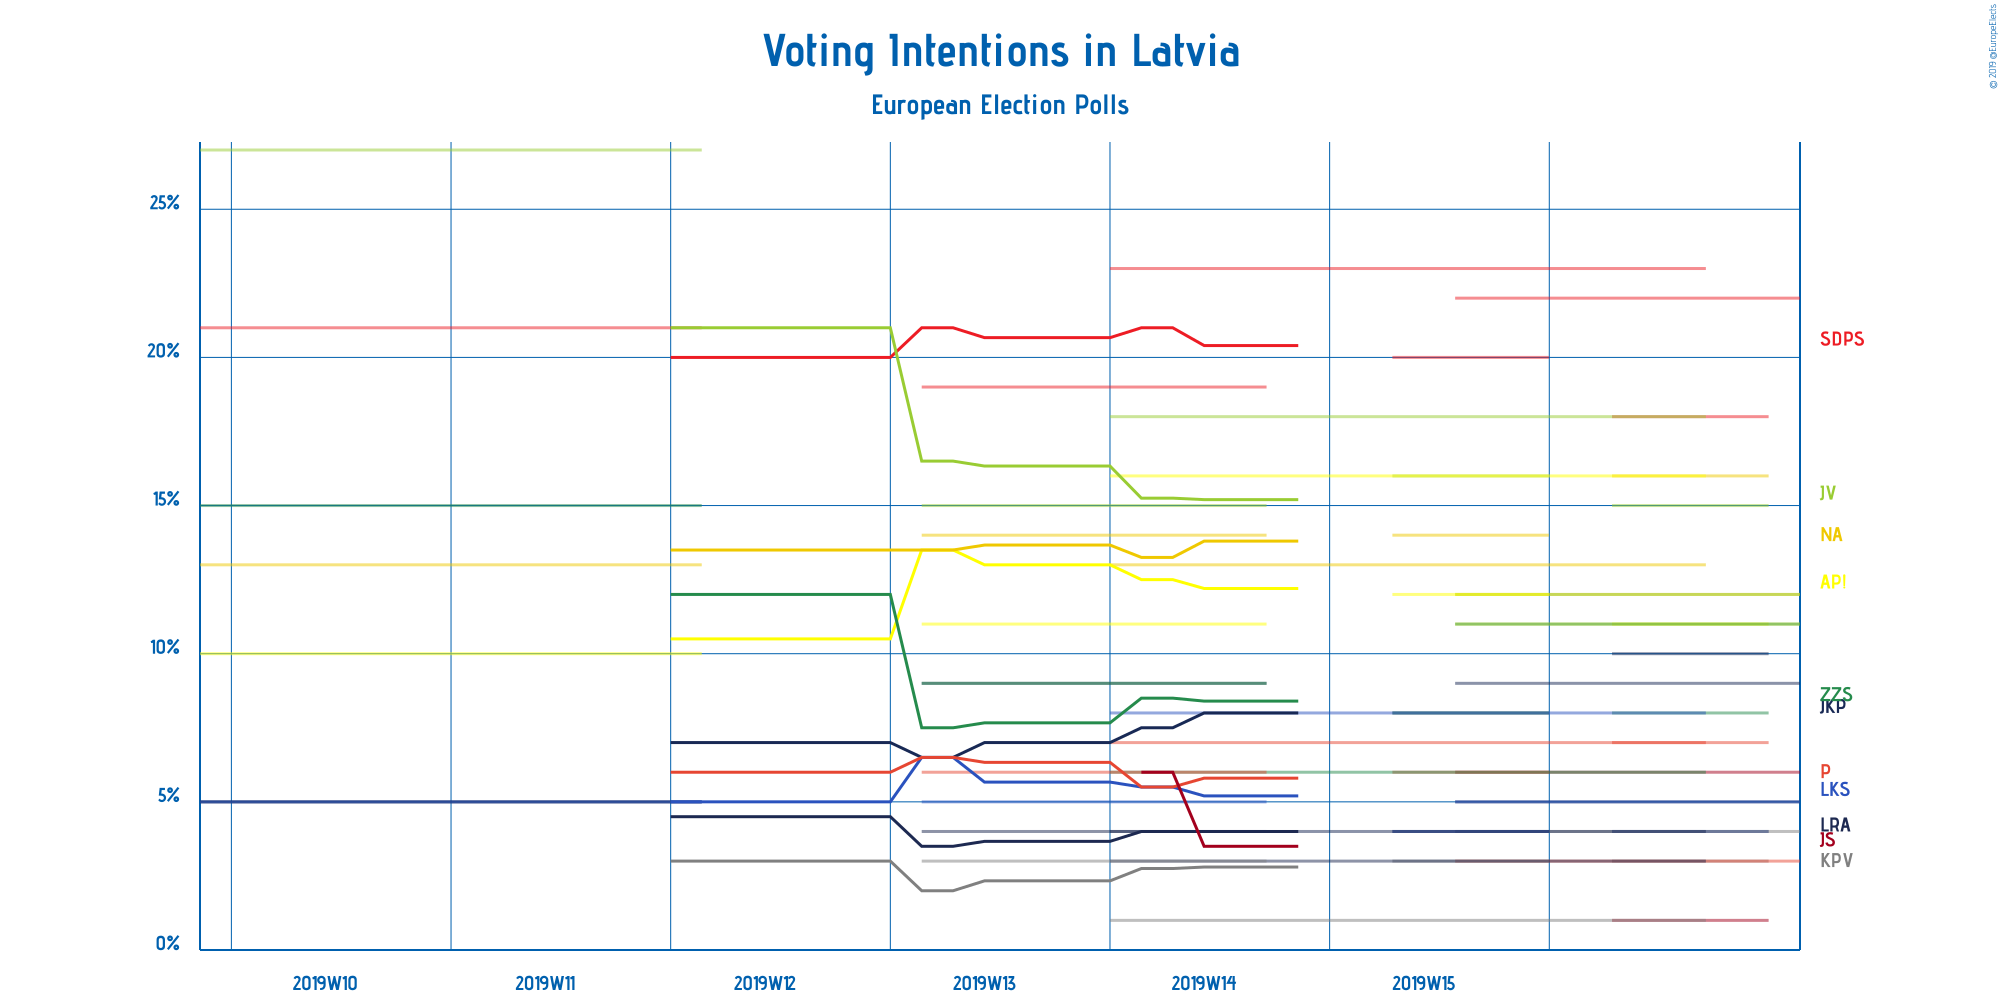 Voting Intentions in Latvia
European Election Polls
© 2019 @EuropeElects
25%
20%
15%
10%
5%
0%
SDPS
JV
NA
API
ZZS
JKP
P
LKS
LRA
JS
KPV
2019W10
2019W11
2019W12
2019W13
2019W14
2019W15